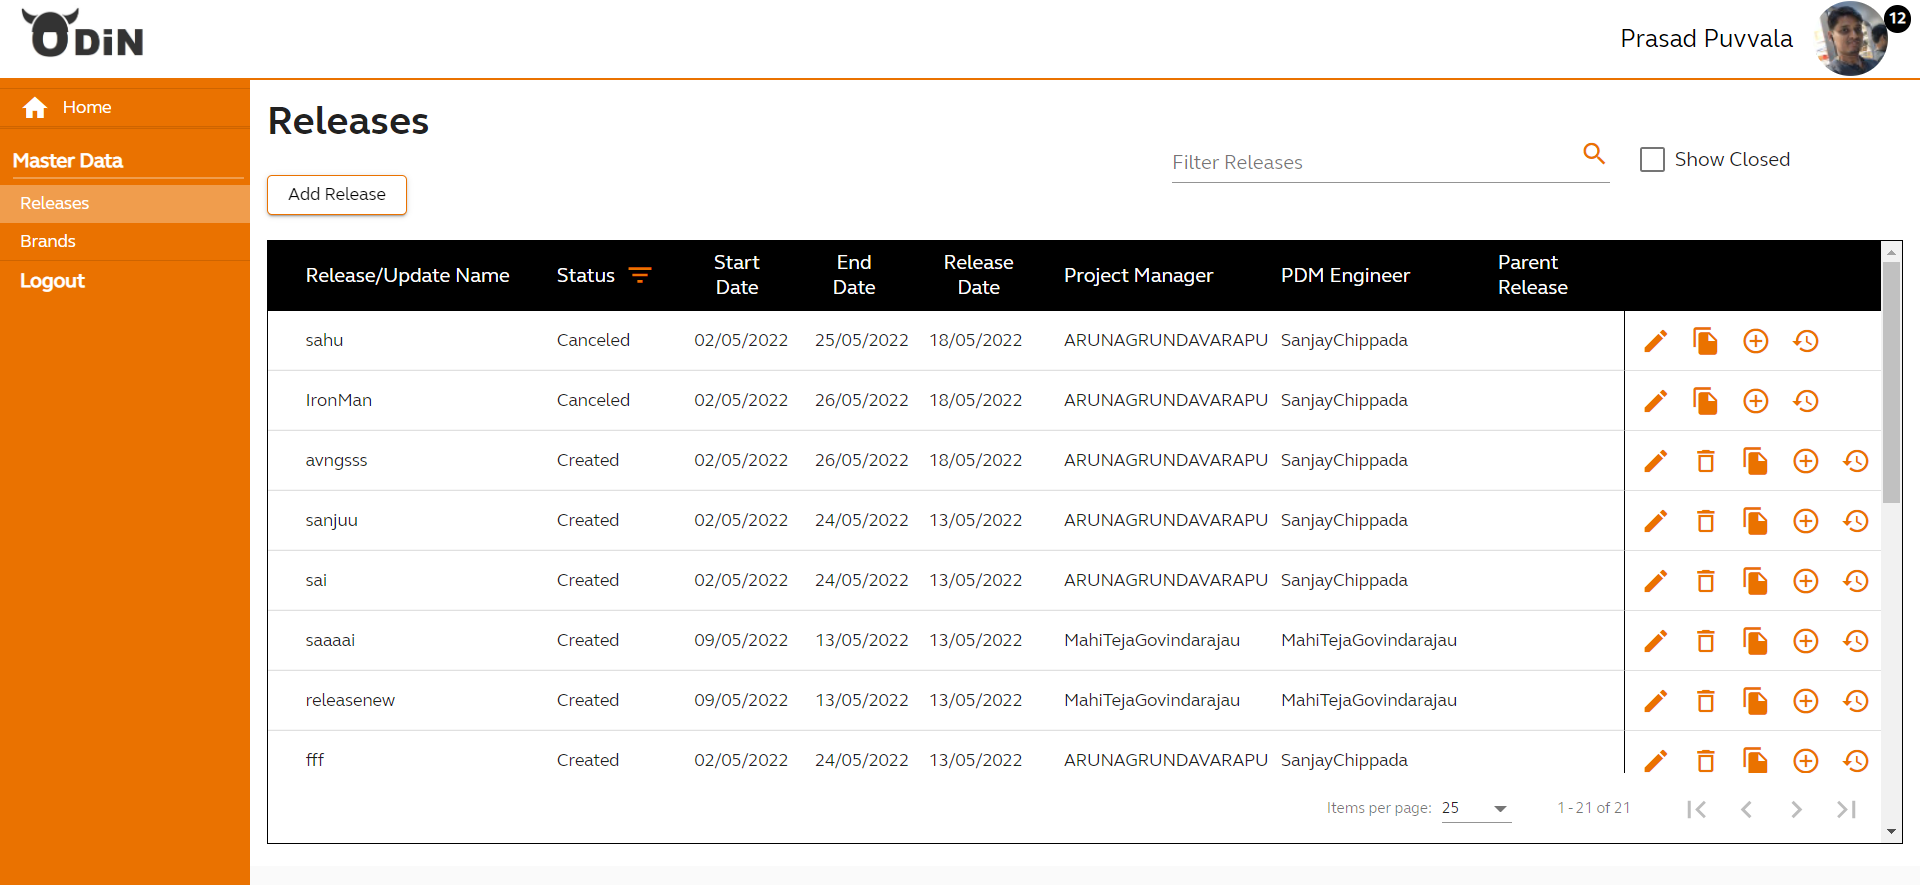 ODiN
Prasad Puvvala
12
Home
Master Data
Releases
Brands
Logout
Releases
Filter Releases
Show Closed
Add Release
Release/Update Name Status Start Date End Date Release Date Project Manager PDM Engineer Parent Release
sahu Canceled 02/05/2022 25/05/2022 18/05/2022 ARUNAGRUNDAVARAPU SanjayChippada
IronMan Canceled 02/05/2022 26/05/2022 18/05/2022 ARUNAGRUNDAVARAPU SanjayChippada
avngsss Created 02/05/2022 26/05/2022 18/05/2022 ARUNAGRUNDAVARAPU SanjayChippada
sanjuu Created 02/05/2022 24/05/2022 13/05/2022 ARUNAGRUNDAVARAPU SanjayChippada
sai Created 02/05/2022 24/05/2022 13/05/2022 ARUNAGRUNDAVARAPU SanjayChippada
saaaai Created 09/05/2022 13/05/2022 13/05/2022 MahiTejaGovindarajau MahiTejaGovindarajau
releasenew Created 09/05/2022 13/05/2022 13/05/2022 MahiTejaGovindarajau MahiTejaGovindarajau
fff Created 02/05/2022 24/05/2022 13/05/2022 ARUNAGRUNDAVARAPU SanjayChippada
Items per page: 25 1 - 21 of 21